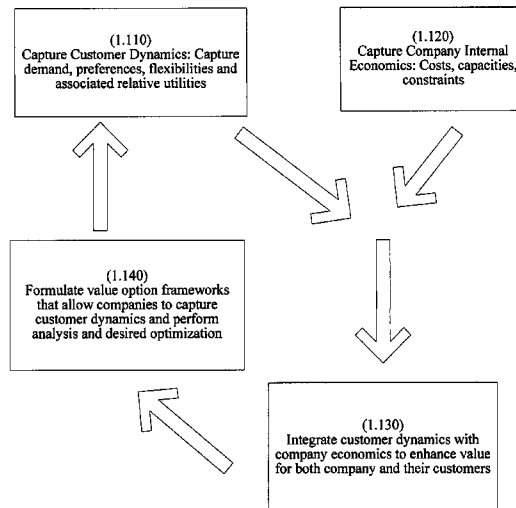 (1.110)
Capture Customer Dynamics: Capture
demand, preferences, flexibilities and
associated relative utilities
(1.120)
Capture Company Internal
Economics: Costs, capacities,
constraints
(1.140)
Formulate value option frameworks
that allow companies to capture
customer dynamics and perform
analysis and desired optimization
(1.130)
Integrate customer dynamics with
company economics to enhance value
for both company and their customers